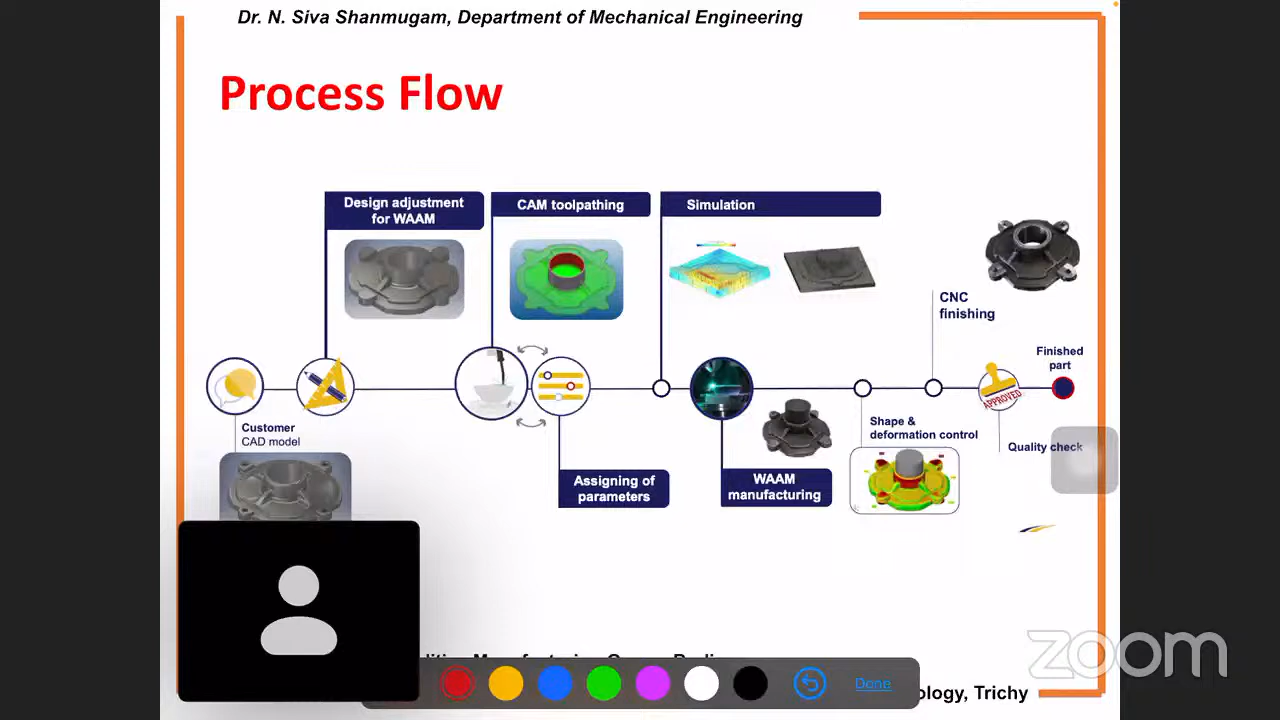 Dr. N. Siva Shanmugam, Department of Mechanical Engineering
Process Flow
Design adjustment
for WAAM
CAM toolpathing
Simulation
CNC
finishing
Finished
part
APPROVED
Customer
CAD model
Shape &
deformation control
Quality check
Assigning of
parameters
WAAM
manufacturing
Done
Trichy
zoom